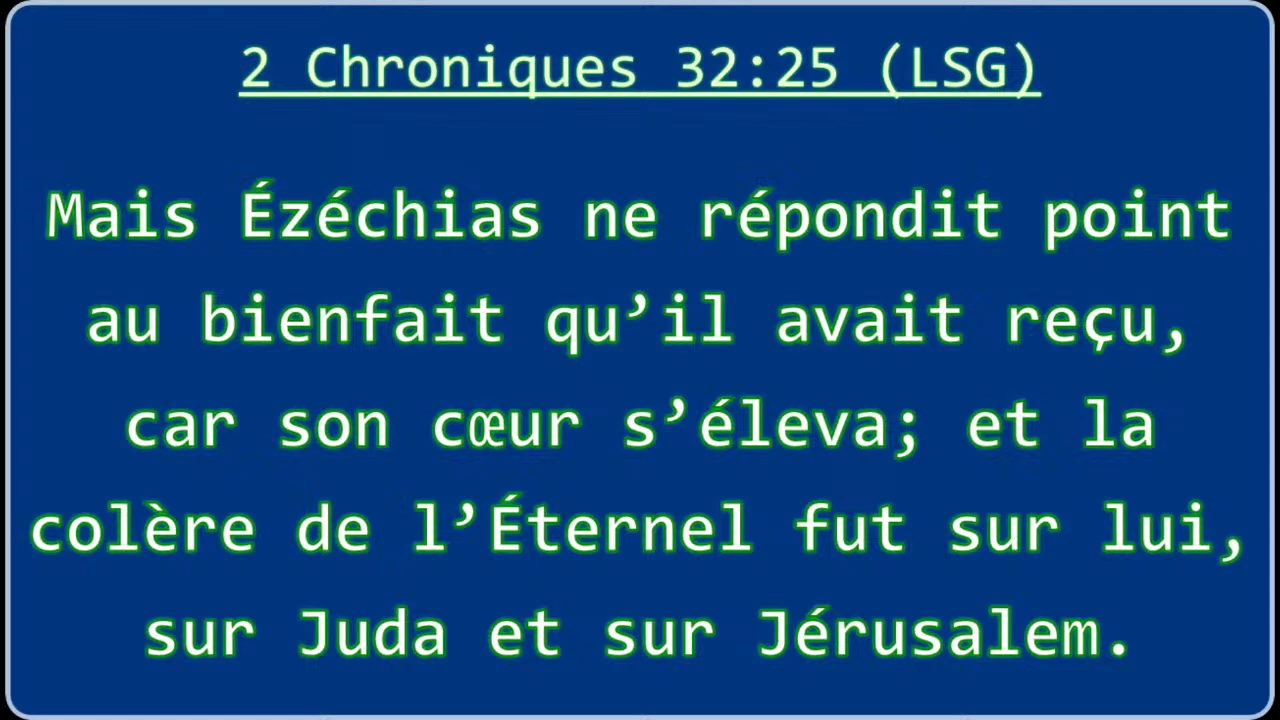 2 Chroniques 32:25 (LSG)
Mais Ézéchias ne répondit point
au bienfait qu’il avait reçu,
car son cœur s’éleva; et la
colère de l’Éternel fut sur lui,
sur Juda et sur Jérusalem.